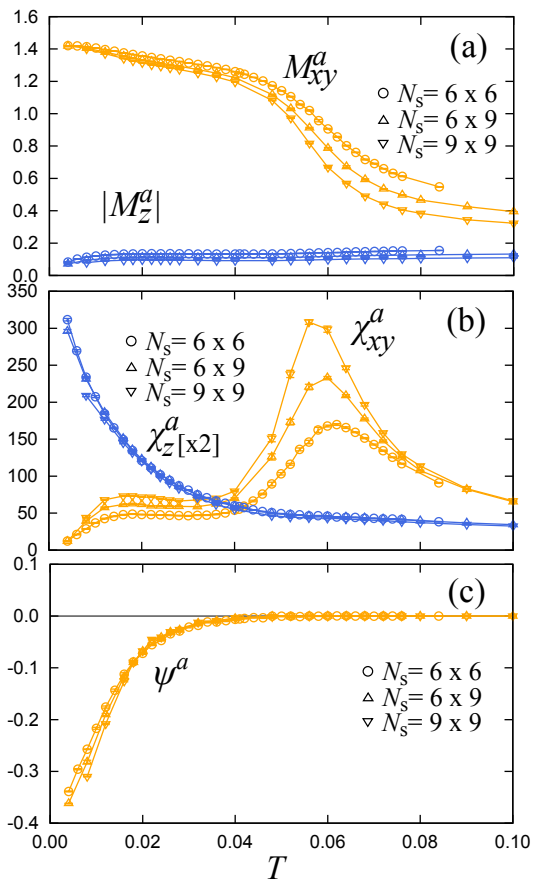 1.6
(a)
1.4
M_xy^a
1.2
N_s= 6 x 6
1.0
N_s= 6 x 9
0.8
N_s= 9 x 9
0.6
|M_z^a|
0.4
0.2
0.0
350
(b)
300
χ_xy^a
N_s= 6 x 6
250
N_s= 6 x 9
200
N_s= 9 x 9
150
χ_z^a [x2]
100
50
0
0.1
(c)
0.0
-0.1
ψ^a
N_s= 6 x 6
-0.2
N_s= 6 x 9
N_s= 9 x 9
-0.3
-0.4
0.00 0.02 0.04 0.06 0.08 0.10
T